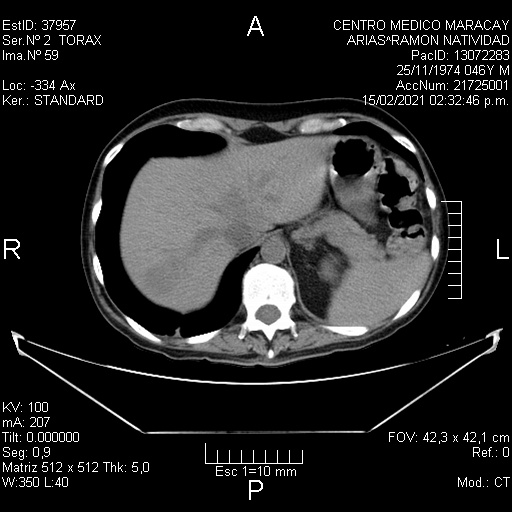 EstID: 37957
Ser.Nº 2 TORAX
Ima.Nº 59
Loc: -334 Ax
Ker.: STANDARD
A
CENTRO MEDICO MARACAY
ARIAS^RAMON NATIVIDAD
PacID: 13072283
25/11/1974 046Y M
AccNum: 21725001
15/02/2021 02:32:46 p.m.
R
L
KV: 100
mA: 207
Tilt: 0.000000
Seg: 0,9
Matriz 512 x 512 Thk: 5,0
W:350 L:40
Esc 1=10 mm
P
FOV: 42,3 x 42,1 cm
Ref.: 0
Mod.: CT